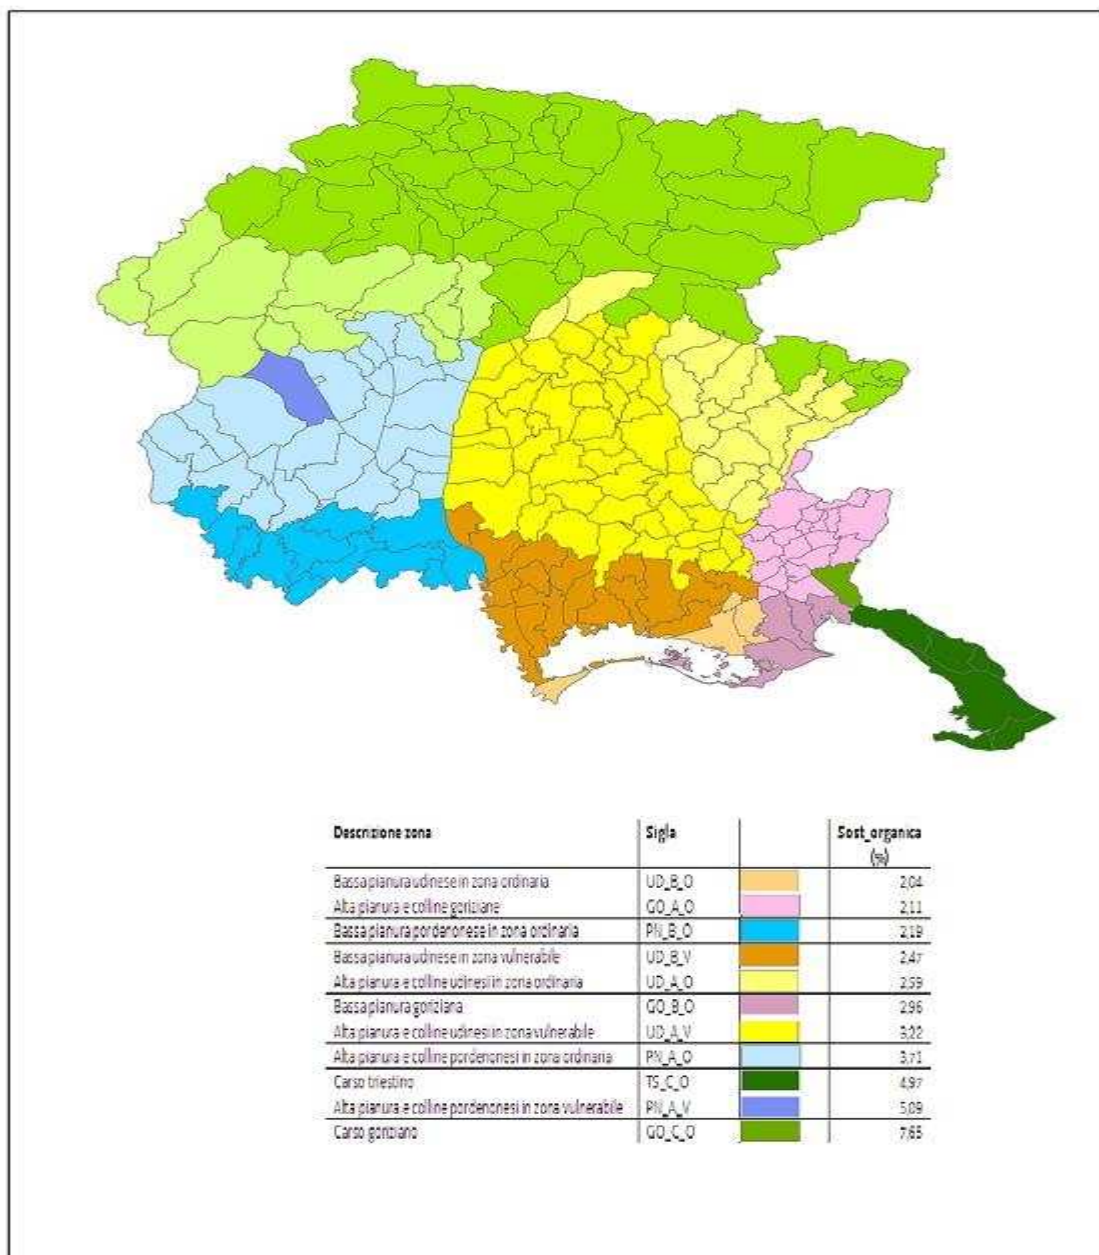 Descrizione zona Sigla Sost_organica
(%)
Bassa pianura udinese in zona ordinaria UD_B_O 2,04
Alta pianura e colline goriziane GO_A_O 2,11
Bassa pianura pordenonese in zona ordinaria PN_B_O 2,19
Bassa pianura udinese in zona vulnerabile UD_B_V 2,47
Alta pianura e colline udinesi in zona ordinaria UD_A_O 2,59
Bassa pianura goriziana GO_B_O 2,96
Alta pianura e colline udinesi in zona vulnerabile UD_A_V 3,22
Alta pianura e colline pordenonesi in zona ordinaria PN_A_O 3,71
Carso triestino TS_C_O 4,97
Alta pianura e colline pordenonesi in zona vulnerabile PN_A_V 5,09
Carso goriziano GO_C_O 7,65